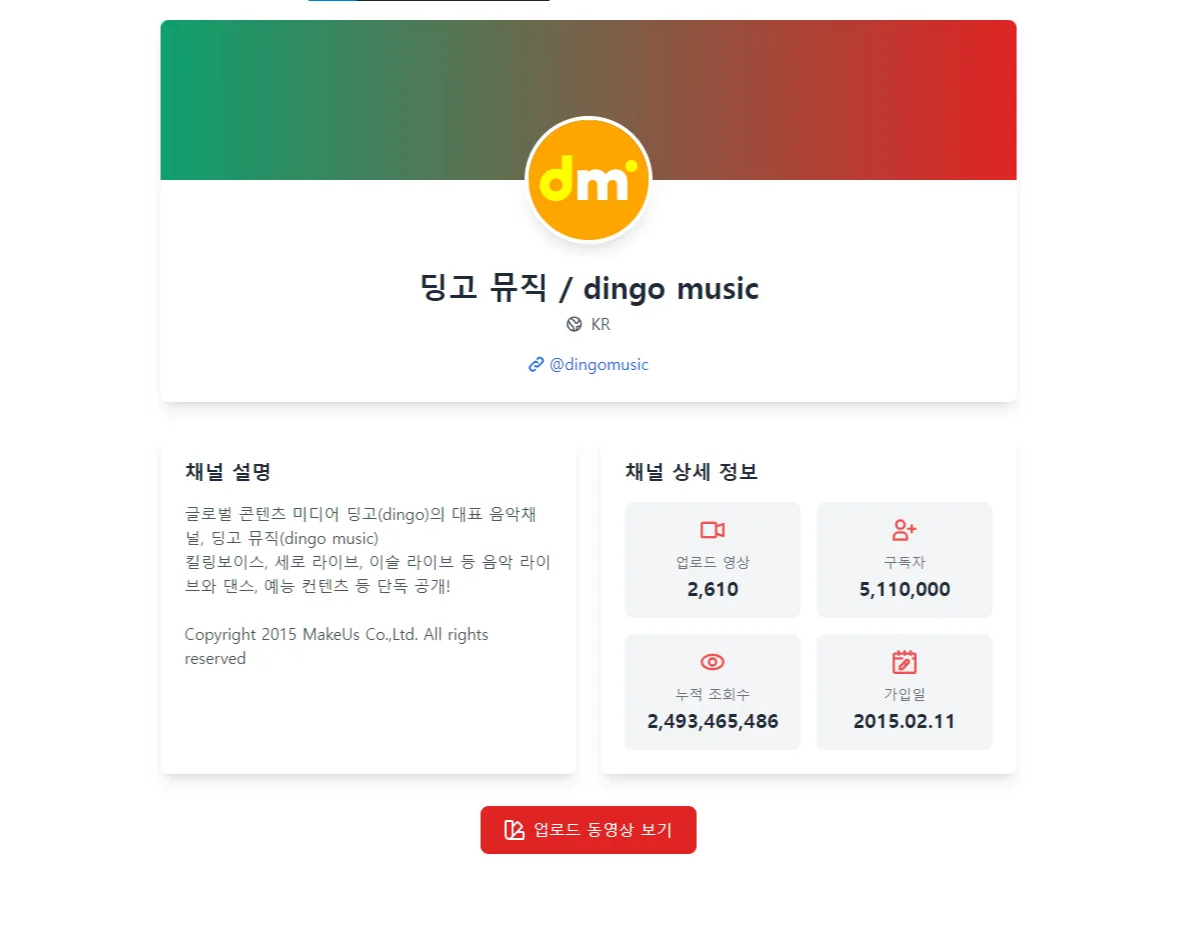 dm
딩고 뮤직 / dingo music
KR
@dingomusic
채널 설명
글로벌 콘텐츠 미디어 딩고(dingo)의 대표 음악채
널, 딩고 뮤직(dingo music)
킬링보이스, 세로 라이브, 이슬 라이브 등 음악 라이
브와 댄스, 예능 컨텐츠 등 단독 공개!
Copyright 2015 MakeUs Co.,Ltd. All rights
reserved
채널 상세 정보
업로드 영상
2,610
구독자
5,110,000
누적 조회수
2,493,465,486
가입일
2015.02.11
업로드 동영상 보기